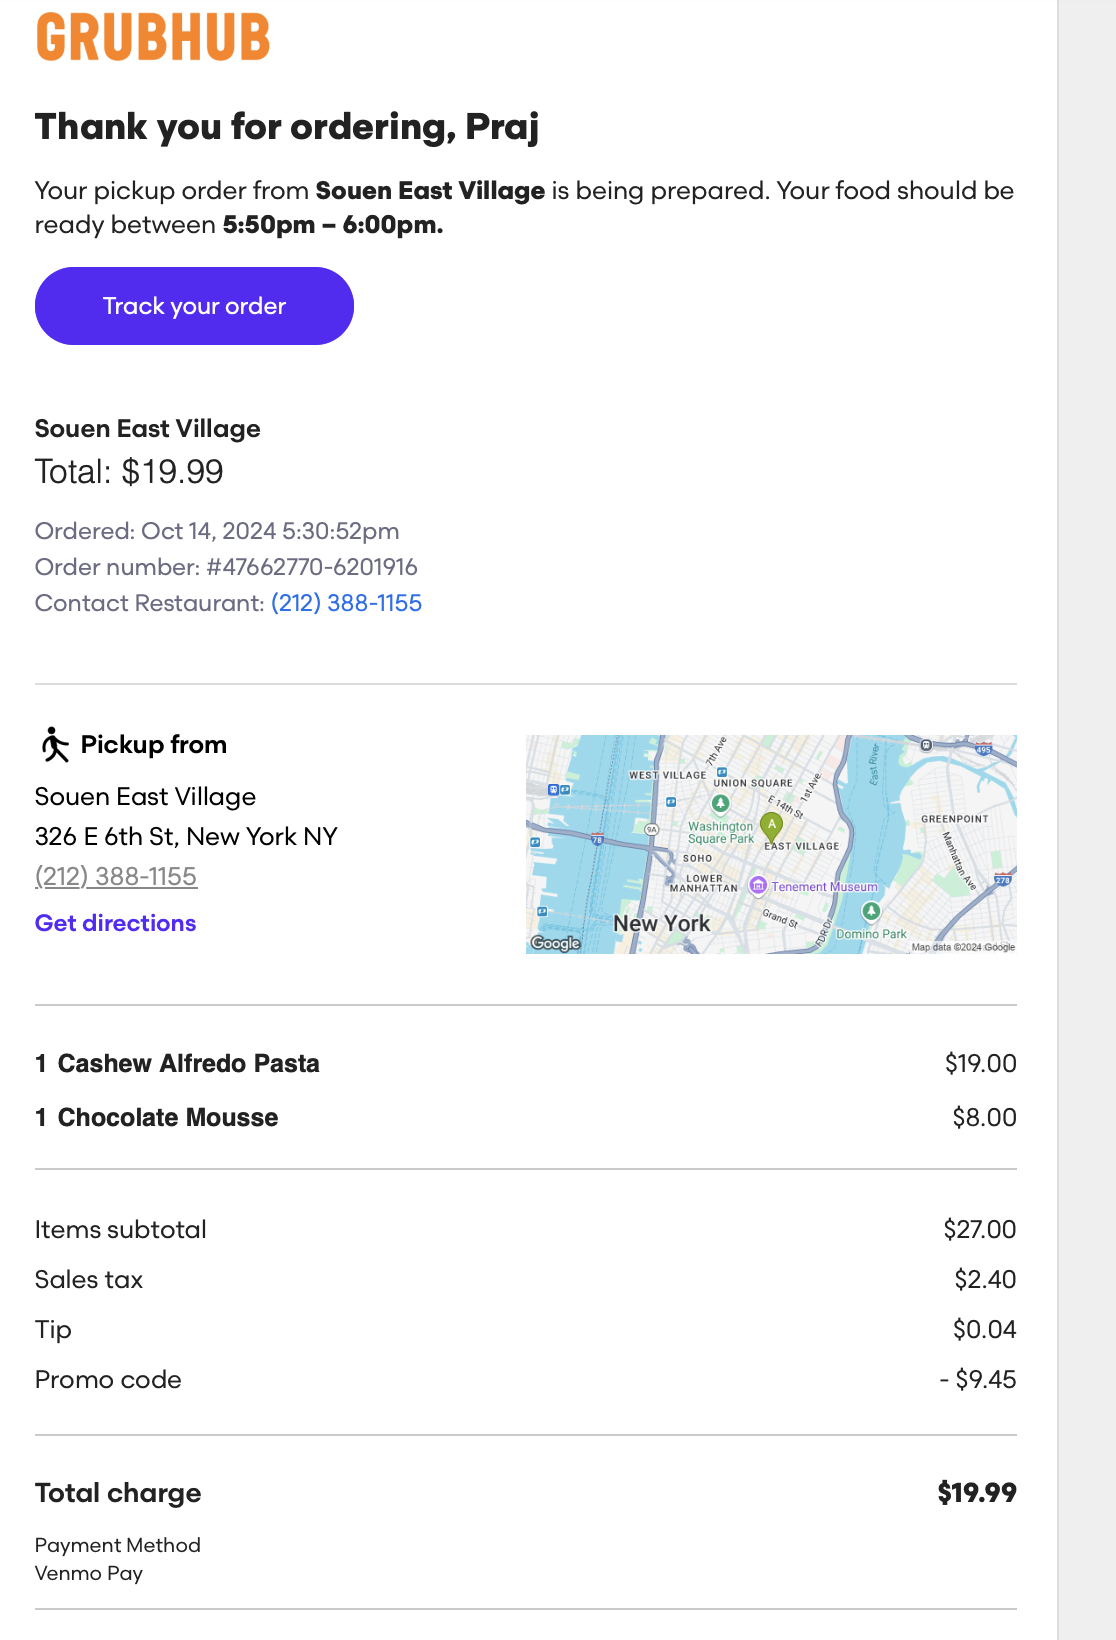 GRUBHUB
Thank you for ordering, Praj
Your pickup order from Souen East Village is being prepared. Your food should be
ready between 5:50pm – 6:00pm.
Track your order
Souen East Village
Total: $19.99
Ordered: Oct 14, 2024 5:30:52pm
Order number: #47662770-6201916
Contact Restaurant: (212) 388-1155
Pickup from
Souen East Village
326 E 6th St, New York NY
(212) 388-1155
Get directions
7th Ave
East River
495
WEST VILLAGE
UNION SQUARE
1st Ave
E 14th St
GREENPOINT
9A
Washington
Square Park
A
78
EAST VILLAGE
Manhattan Ave
SOHO
LOWER
MANHATTAN
Tenement Museum
278
Grand St
New York
FDR Dr
Domino Park
Google
Map data ©2024 Google
1 Cashew Alfredo Pasta $19.00
1 Chocolate Mousse $8.00
Items subtotal $27.00
Sales tax $2.40
Tip $0.04
Promo code - $9.45
Total charge $19.99
Payment Method
Venmo Pay